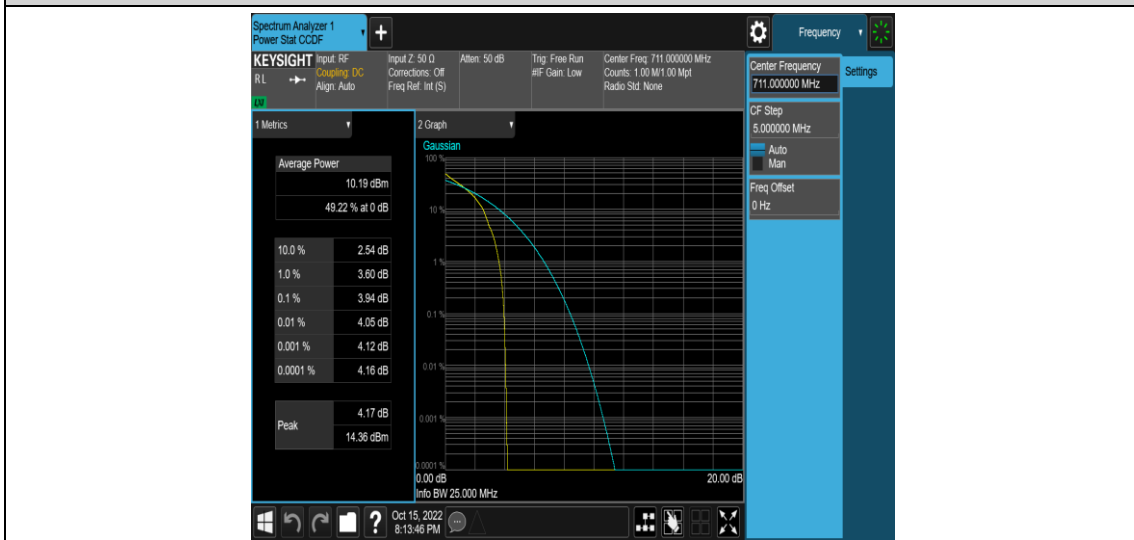 Spectrum Analyzer 1
Power Stat CCDF
Frequency
KEYSIGHT
RL
LNI
Input: RF
Coupling: DC
Align: Auto
Input Z: 50 Ω
Corrections: Off
Freq Ref: Int (S)
Atten: 50 dB
Trig: Free Run
#IF Gain: Low
Center Freq: 711.000000 MHz
Counts: 1.00 M/1.00 Mpt
Radio Std: None
Center Frequency
711.000000 MHz
Settings
CF Step
5.000000 MHz
Auto
Man
Freq Offset
0 Hz
1 Metrics
Average Power
10.19 dBm
49.22 % at 0 dB
10.0 % 2.54 dB
1.0 % 3.60 dB
0.1 % 3.94 dB
0.01 % 4.05 dB
0.001 % 4.12 dB
0.0001 % 4.16 dB
Peak
4.17 dB
14.36 dBm
2 Graph
Gaussian
100 %
10 %
1 %
0.1 %
0.01 %
0.001 %
0.0001 %
0.00 dB 20.00 dB
Info BW 25.000 MHz
?
Oct 15, 2022
8:13:46 PM